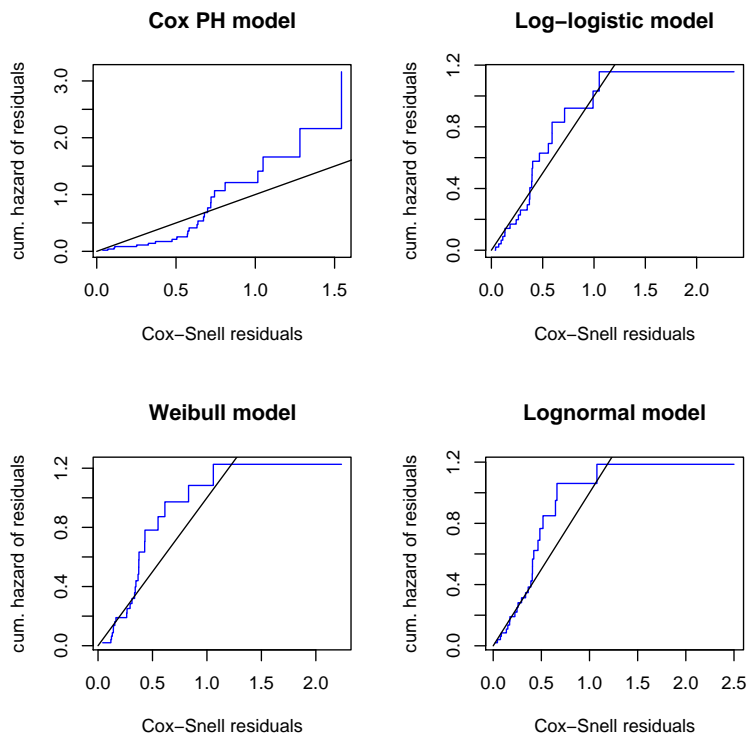 Cox PH model
cum. hazard of residuals
0.0 1.0 2.0 3.0
0.0 0.5 1.0 1.5
Cox−Snell residuals
Log−logistic model
cum. hazard of residuals
0.0 0.4 0.8 1.2
0.0 0.5 1.0 1.5 2.0
Cox−Snell residuals
Weibull model
cum. hazard of residuals
0.0 0.4 0.8 1.2
0.0 0.5 1.0 1.5 2.0
Cox−Snell residuals
Lognormal model
cum. hazard of residuals
0.0 0.4 0.8 1.2
0.0 0.5 1.0 1.5 2.0 2.5
Cox−Snell residuals